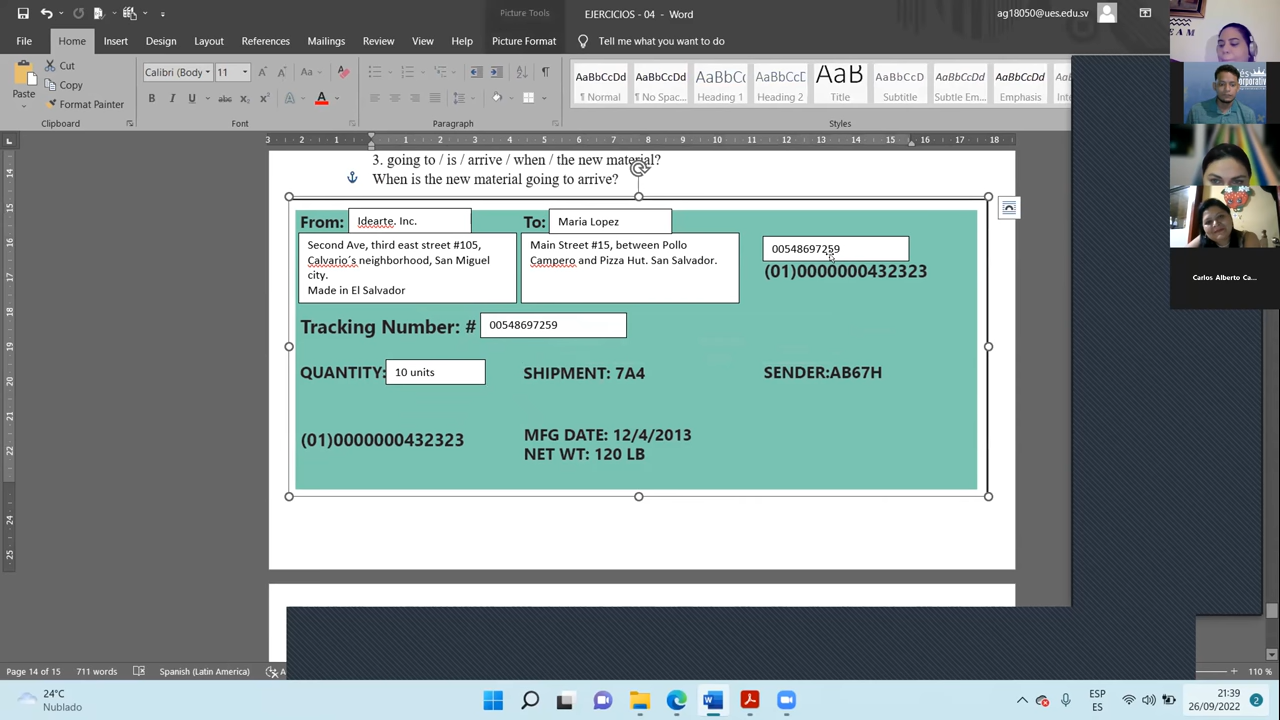 Picture Tools
EJERCICIOS - 04 - Word
ag18050@ues.edu.sv
File Home Insert Design Layout References Mailings Review View Help Picture Format Tell me what you want to do
Paste
Cut
Copy
Format Painter
Clipboard
Calibri (Body 11
Font
Paragraph
AaBbCcDd AaBbCcDd AaBbCc AaBbCcD AaB AaBbCcD AaBbCcDd AaBbCcDd
¶ Normal ¶ No Spac... Heading 1 Heading 2 Title Subtitle Subtle Em... Emphasis
Styles
3. going to / is / arrive / when / the new material?
When is the new material going to arrive?
From: Idearte. Inc.
To: Maria Lopez
Second Ave, third east street #105,
Calvario´s neighborhood, San Miguel
city.
Made in El Salvador
Main Street #15, between Pollo
Campero and Pizza Hut. San Salvador.
00548697259
(01)0000000432323
Tracking Number: # 00548697259
QUANTITY: 10 units
SHIPMENT: 7A4
SENDER:AB67H
(01)0000000432323
MFG DATE: 12/4/2013
NET WT: 120 LB
Carlos Alberto Ca...
Page 14 of 15 711 words Spanish (Latin America)
110 %
24°C
Nublado
ESP
ES
21:39
26/09/2022
2